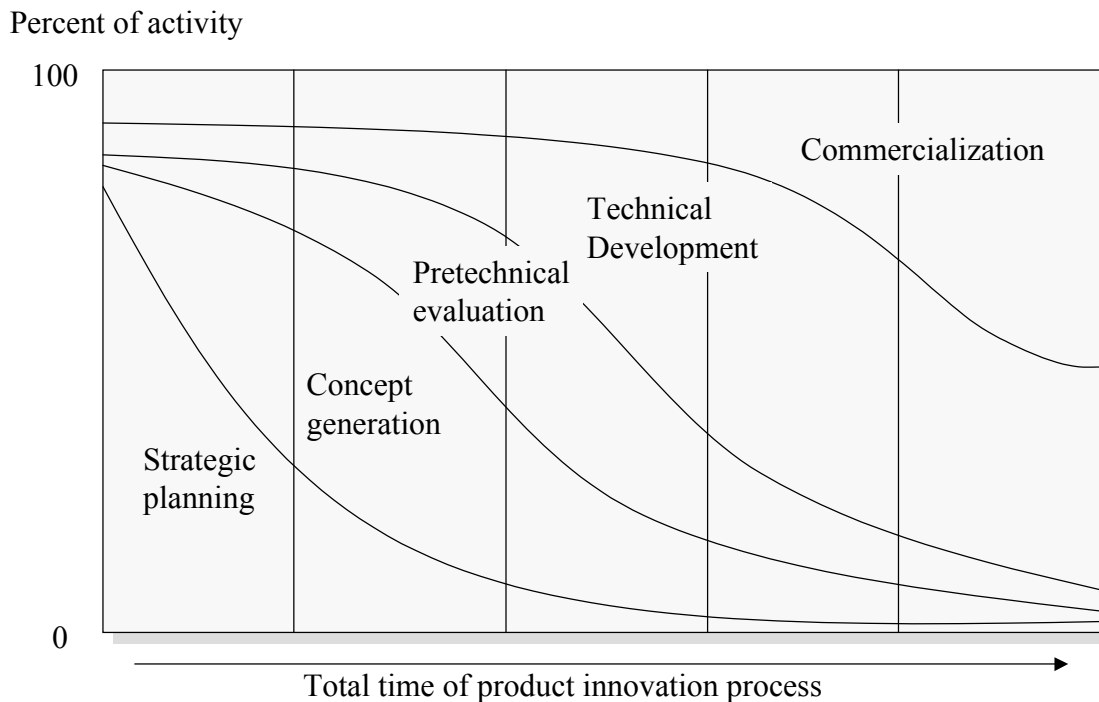 Percent of activity
100
Commercialization
Technical
Development
Pretechnical
evaluation
Concept
generation
Strategic
planning
0
Total time of product innovation process